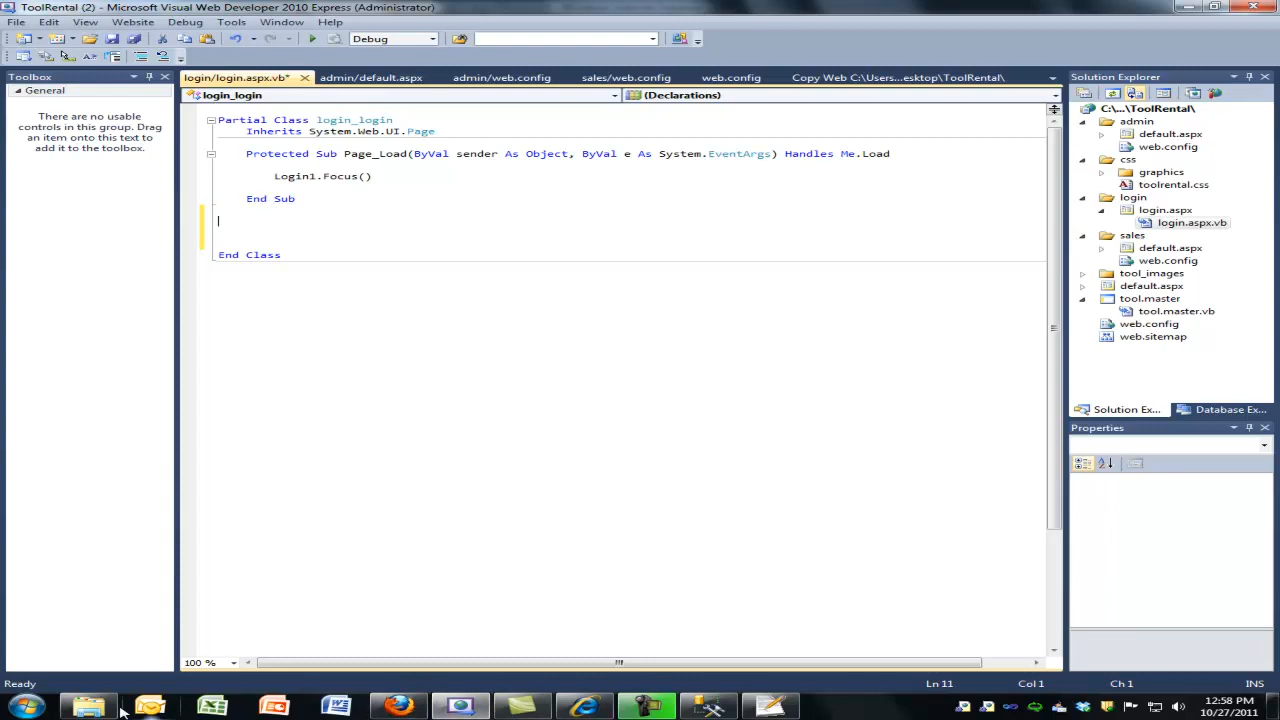 ToolRental (2) - Microsoft Visual Web Developer 2010 Express (Administrator)
File Edit View Website Debug Tools Window Help
Debug
Toolbox
General
There are no usable
controls in this group. Drag
an item onto this text to
add it to the toolbox.
login/login.aspx.vb* admin/default.aspx admin/web.config sales/web.config web.config Copy Web C:\Users...esktop\ToolRental\
login_login (Declarations)
Partial Class login_login
Inherits System.Web.UI.Page
Protected Sub Page_Load(ByVal sender As Object, ByVal e As System.EventArgs) Handles Me.Load
Login1.Focus()
End Sub
End Class
100 %
Solution Explorer
C:\...\ToolRental\
admin
default.aspx
web.config
css
graphics
toolrental.css
login
login.aspx
login.aspx.vb
sales
default.aspx
web.config
tool_images
default.aspx
tool.master
tool.master.vb
web.config
web.sitemap
Solution Ex... Database Ex...
Properties
Ready Ln 11 Col 1 Ch 1 INS
12:58 PM
10/27/2011